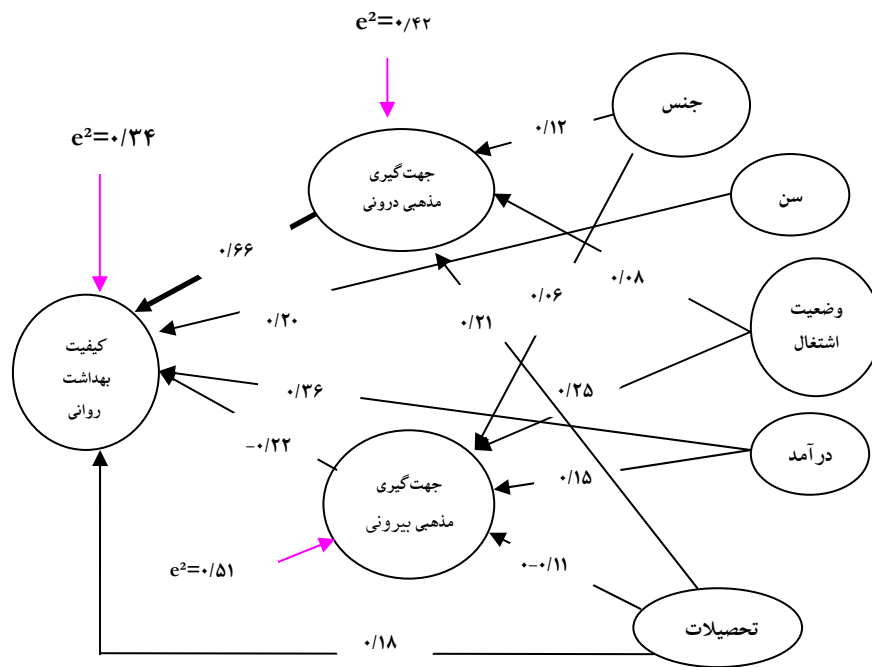 e²=۰/۴۲
جنس
۰/۱۲
e²=۰/۳۴
جهت‌گیری
مذهبی درونی
سن
۰/۶۶
۰/۰۸
۰/۰۶
وضعیت
اشتغال
۰/۲۰
۰/۲۱
کیفیت
بهداشت
روانی
۰/۳۶
۰/۲۵
–۰/۲۲
درآمد
جهت‌گیری
مذهبی بیرونی
۰/۱۵
e²=۰/۵۱
۰–۰/۱۱
تحصیلات
۰/۱۸